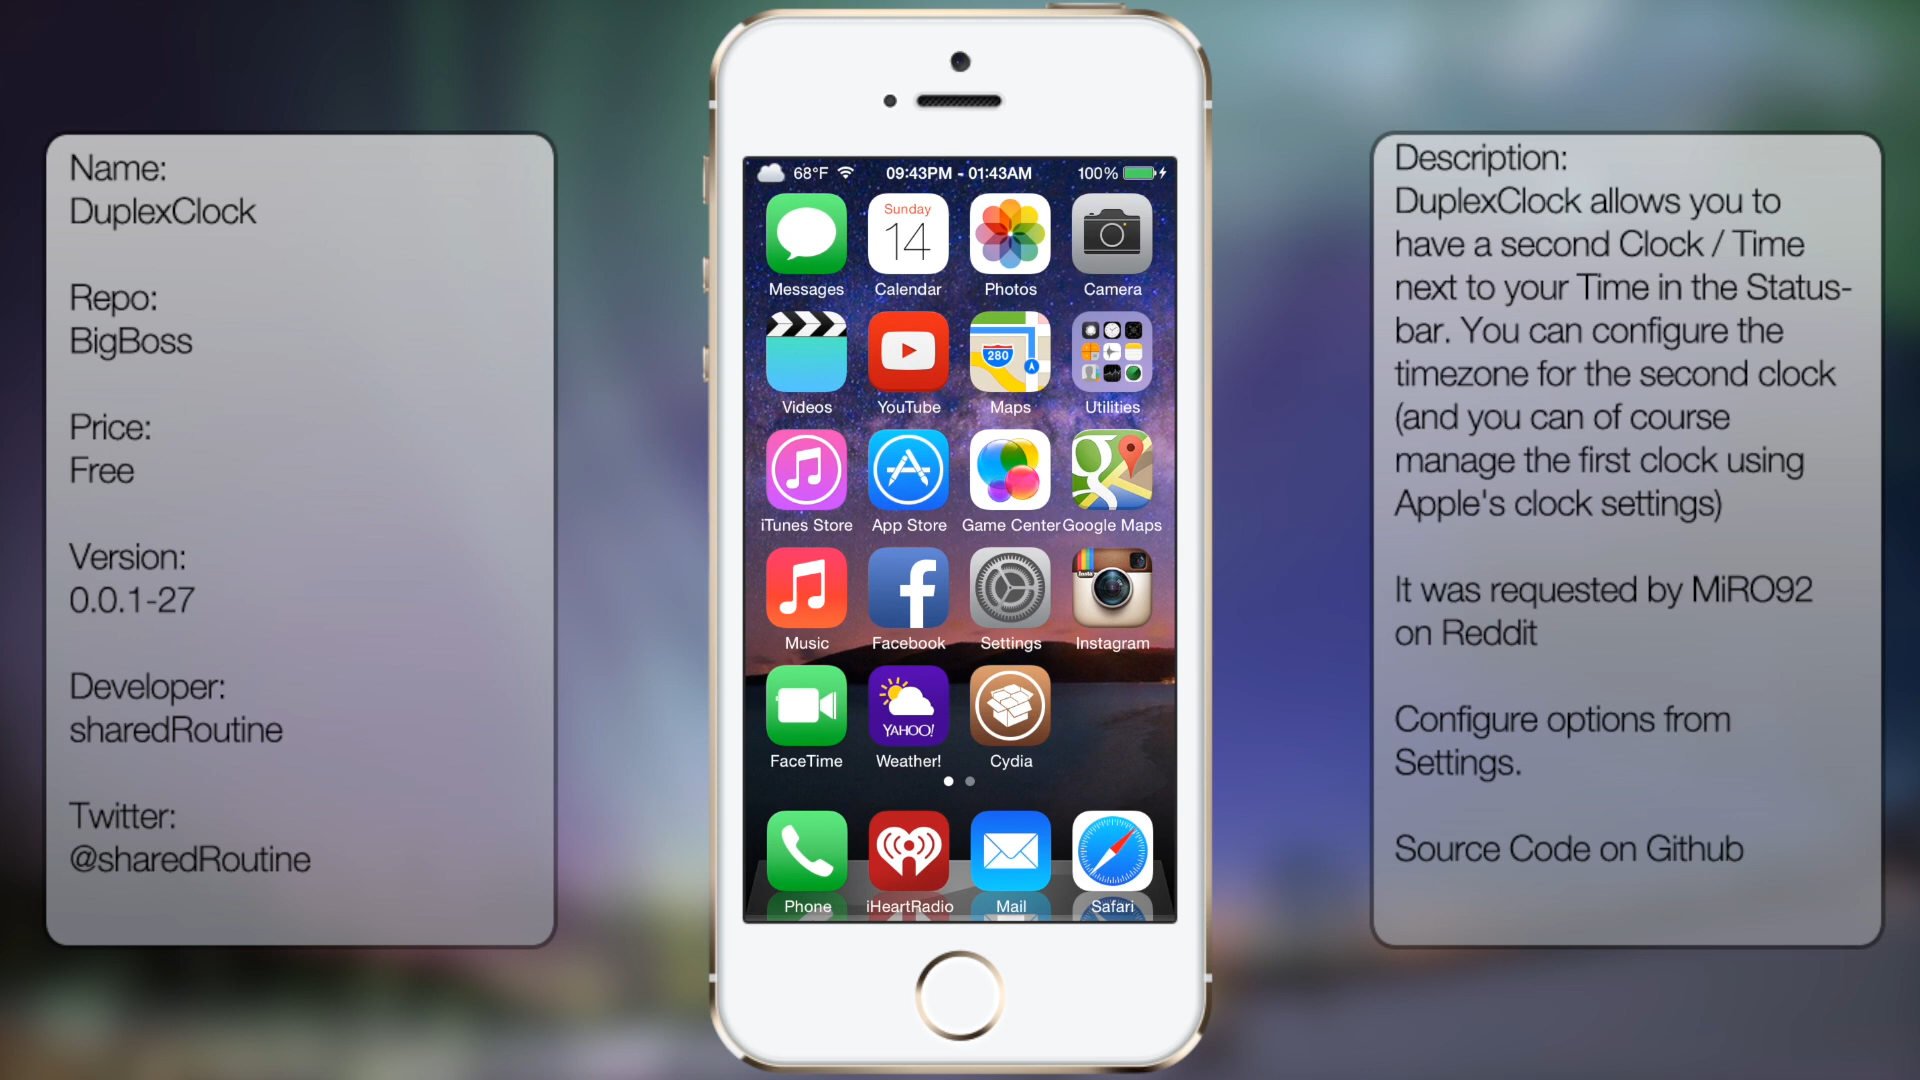 Name:
DuplexClock
Repo:
BigBoss
Price:
Free
Version:
0.0.1-27
Developer:
sharedRoutine
Twitter:
@sharedRoutine
68°F 09:43PM - 01:43AM 100%
Sunday
14
Messages Calendar Photos Camera
280
Videos YouTube Maps Utilities
iTunes Store App Store Game Center Google Maps
Insta
Music Facebook Settings Instagram
YAHOO!
FaceTime Weather! Cydia
Phone iHeartRadio Mail Safari
Description:
DuplexClock allows you to
have a second Clock / Time
next to your Time in the Status-
bar. You can configure the
timezone for the second clock
(and you can of course
manage the first clock using
Apple's clock settings)
It was requested by MiRO92
on Reddit
Configure options from
Settings.
Source Code on Github